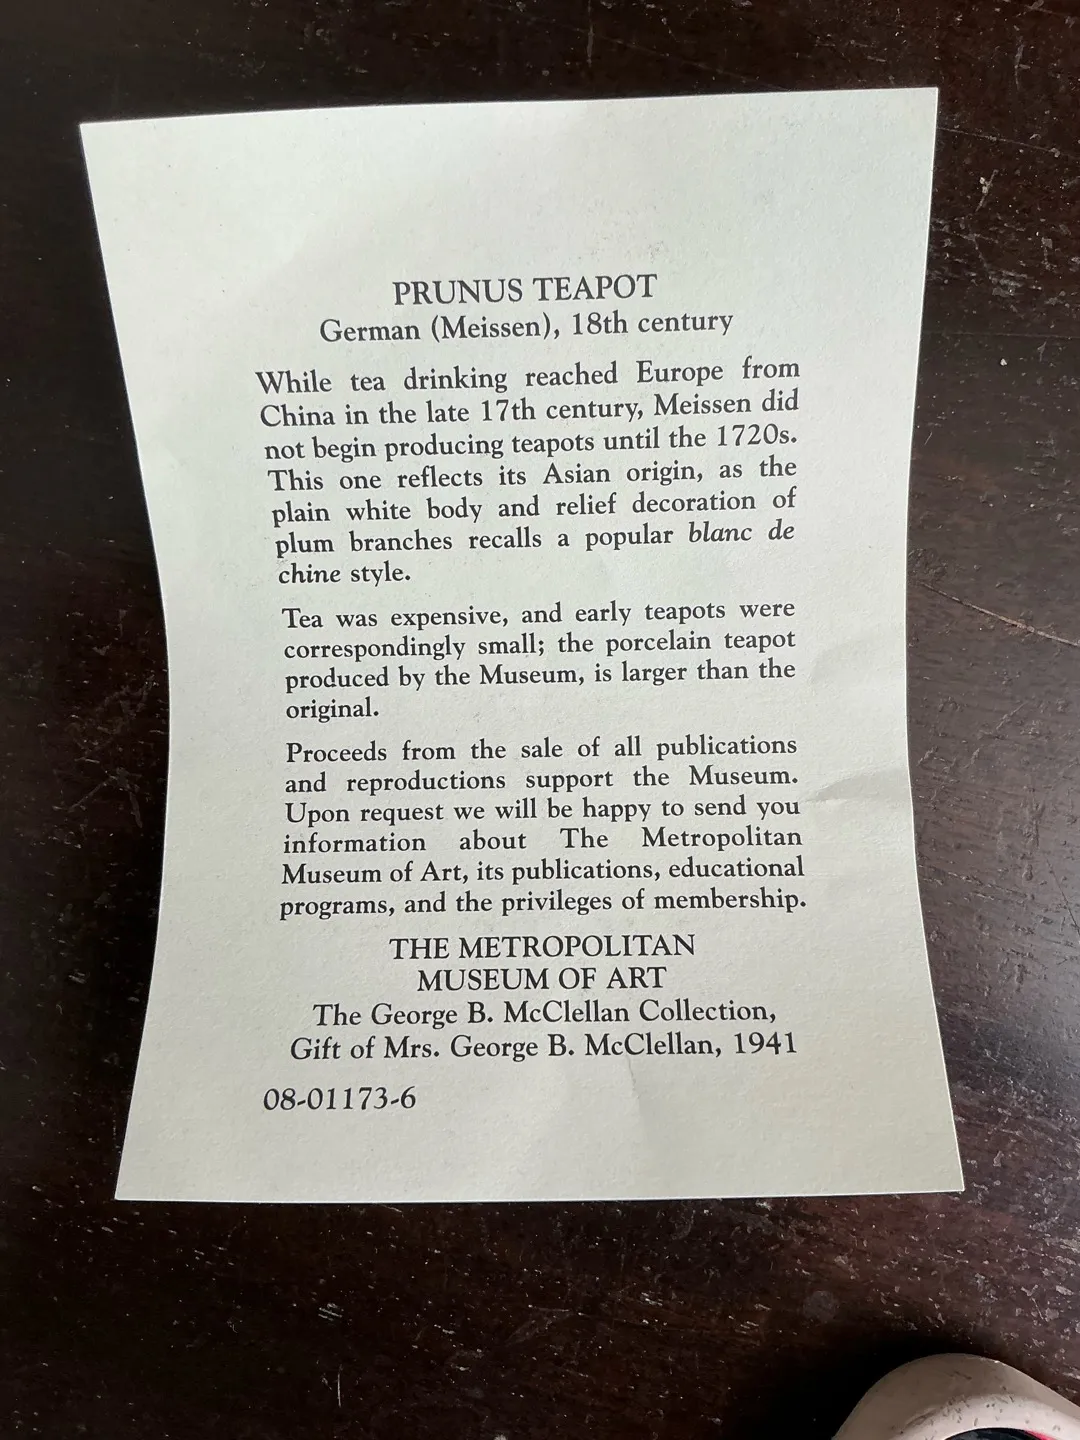 PRUNUS TEAPOT
German (Meissen), 18th century
While tea drinking reached Europe from
China in the late 17th century, Meissen did
not begin producing teapots until the 1720s.
This one reflects its Asian origin, as the
plain white body and relief decoration of
plum branches recalls a popular blanc de
chine style.
Tea was expensive, and early teapots were
correspondingly small; the porcelain teapot
produced by the Museum, is larger than the
original.
Proceeds from the sale of all publications
and reproductions support the Museum.
Upon request we will be happy to send you
information about The Metropolitan
Museum of Art, its publications, educational
programs, and the privileges of membership.
THE METROPOLITAN
MUSEUM OF ART
The George B. McClellan Collection,
Gift of Mrs. George B. McClellan, 1941
08-01173-6